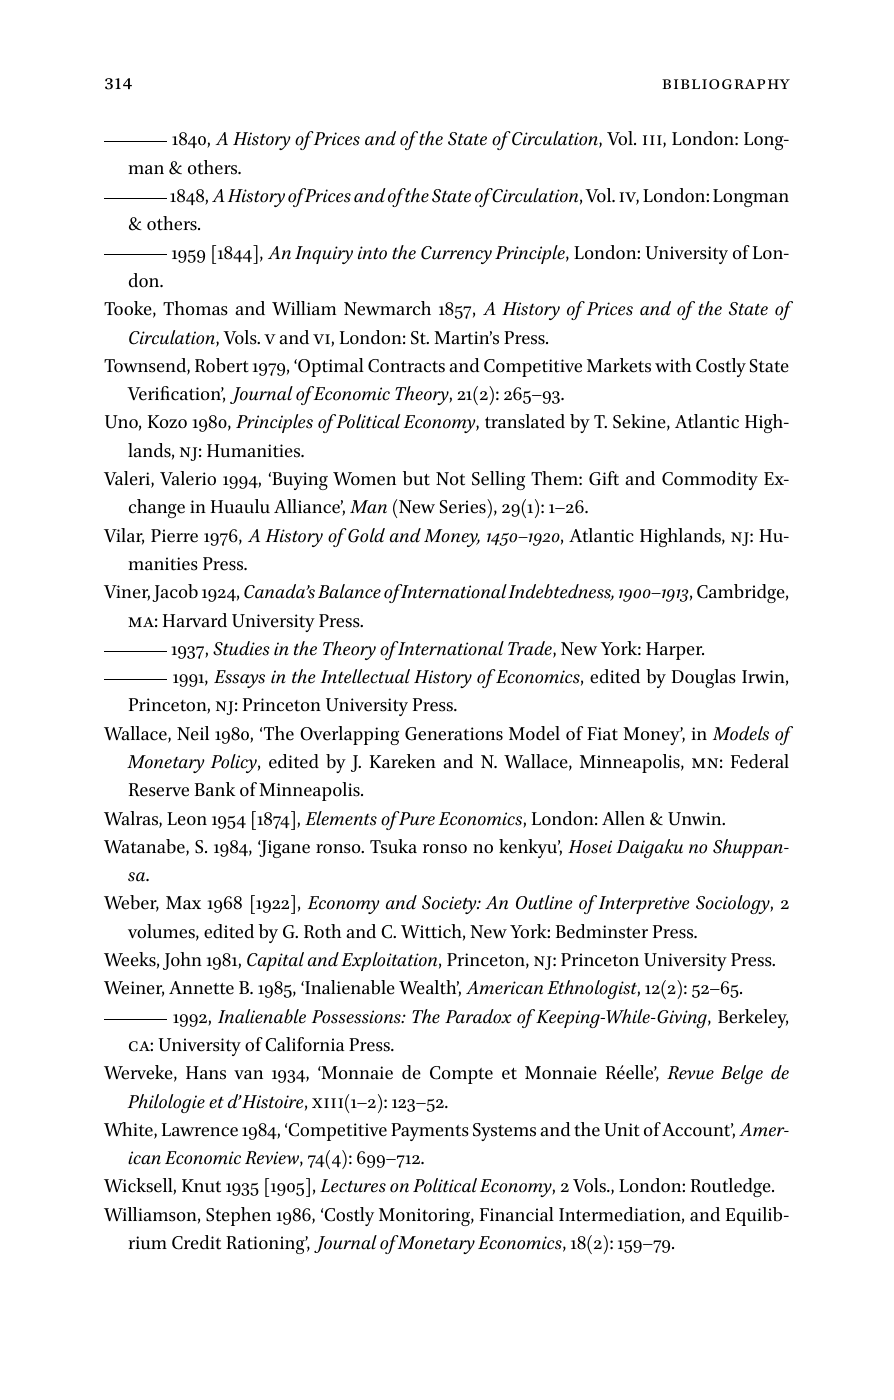 314 BIBLIOGRAPHY
——— 1840, A History of Prices and of the State of Circulation, Vol. III, London: Long-
man & others.
——— 1848, A History of Prices and of the State of Circulation, Vol. IV, London: Longman
& others.
——— 1959 [1844], An Inquiry into the Currency Principle, London: University of Lon-
don.
Tooke, Thomas and William Newmarch 1857, A History of Prices and of the State of
Circulation, Vols. V and VI, London: St. Martin’s Press.
Townsend, Robert 1979, ‘Optimal Contracts and Competitive Markets with Costly State
Verification’, Journal of Economic Theory, 21(2): 265–93.
Uno, Kozo 1980, Principles of Political Economy, translated by T. Sekine, Atlantic High-
lands, NJ: Humanities.
Valeri, Valerio 1994, ‘Buying Women but Not Selling Them: Gift and Commodity Ex-
change in Huaulu Alliance’, Man (New Series), 29(1): 1–26.
Vilar, Pierre 1976, A History of Gold and Money, 1450–1920, Atlantic Highlands, NJ: Hu-
manities Press.
Viner, Jacob 1924, Canada’s Balance of International Indebtedness, 1900–1913, Cambridge,
MA: Harvard University Press.
——— 1937, Studies in the Theory of International Trade, New York: Harper.
——— 1991, Essays in the Intellectual History of Economics, edited by Douglas Irwin,
Princeton, NJ: Princeton University Press.
Wallace, Neil 1980, ‘The Overlapping Generations Model of Fiat Money’, in Models of
Monetary Policy, edited by J. Kareken and N. Wallace, Minneapolis, MN: Federal
Reserve Bank of Minneapolis.
Walras, Leon 1954 [1874], Elements of Pure Economics, London: Allen & Unwin.
Watanabe, S. 1984, ‘Jigane ronso. Tsuka ronso no kenkyu’, Hosei Daigaku no Shuppan-
sa.
Weber, Max 1968 [1922], Economy and Society: An Outline of Interpretive Sociology, 2
volumes, edited by G. Roth and C. Wittich, New York: Bedminster Press.
Weeks, John 1981, Capital and Exploitation, Princeton, NJ: Princeton University Press.
Weiner, Annette B. 1985, ‘Inalienable Wealth’, American Ethnologist, 12(2): 52–65.
——— 1992, Inalienable Possessions: The Paradox of Keeping-While-Giving, Berkeley,
CA: University of California Press.
Werveke, Hans van 1934, ‘Monnaie de Compte et Monnaie Réelle’, Revue Belge de
Philologie et d’Histoire, XIII(1–2): 123–52.
White, Lawrence 1984, ‘Competitive Payments Systems and the Unit of Account’, Amer-
ican Economic Review, 74(4): 699–712.
Wicksell, Knut 1935 [1905], Lectures on Political Economy, 2 Vols., London: Routledge.
Williamson, Stephen 1986, ‘Costly Monitoring, Financial Intermediation, and Equilib-
rium Credit Rationing’, Journal of Monetary Economics, 18(2): 159–79.